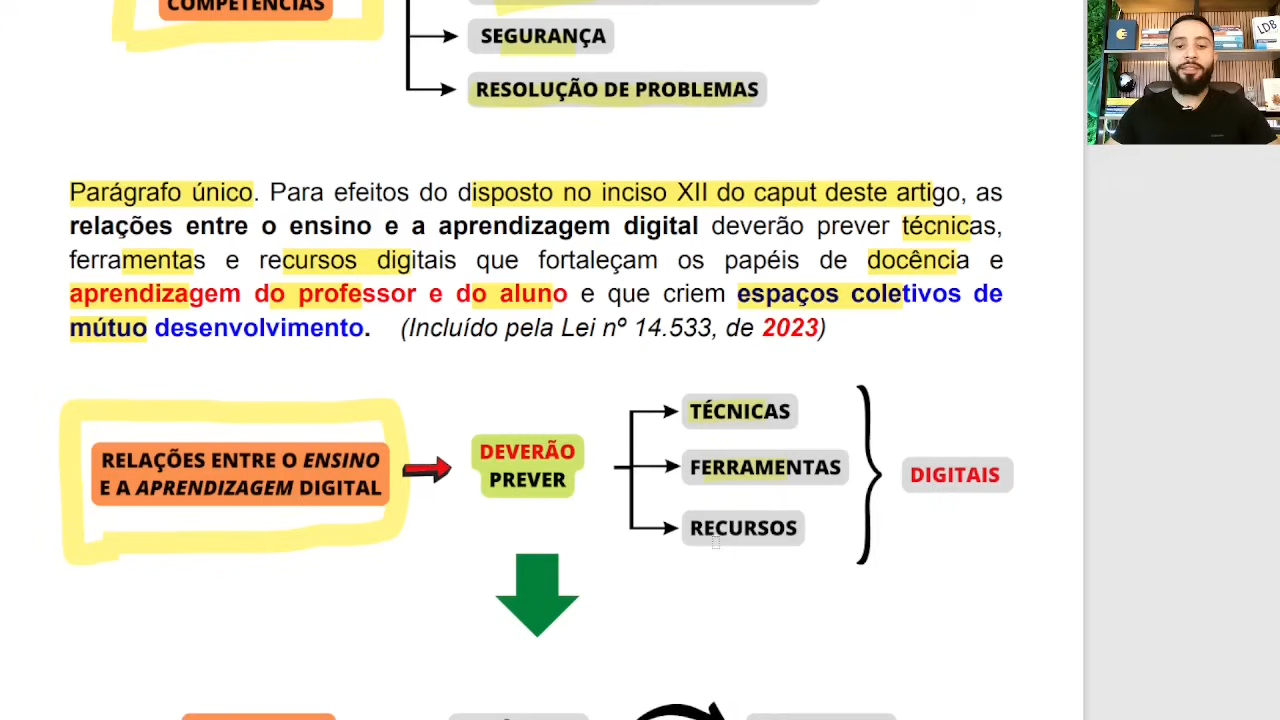 COMPETÊNCIAS
SEGURANÇA
RESOLUÇÃO DE PROBLEMAS
LDB
Parágrafo único. Para efeitos do disposto no inciso XII do caput deste artigo, as
relações entre o ensino e a aprendizagem digital deverão prever técnicas,
ferramentas e recursos digitais que fortaleçam os papéis de docência e
aprendizagem do professor e do aluno e que criem espaços coletivos de
mútuo desenvolvimento. (Incluído pela Lei nº 14.533, de 2023)
RELAÇÕES ENTRE O ENSINO
E A APRENDIZAGEM DIGITAL
DEVERÃO
PREVER
TÉCNICAS
FERRAMENTAS
RECURSOS
DIGITAIS